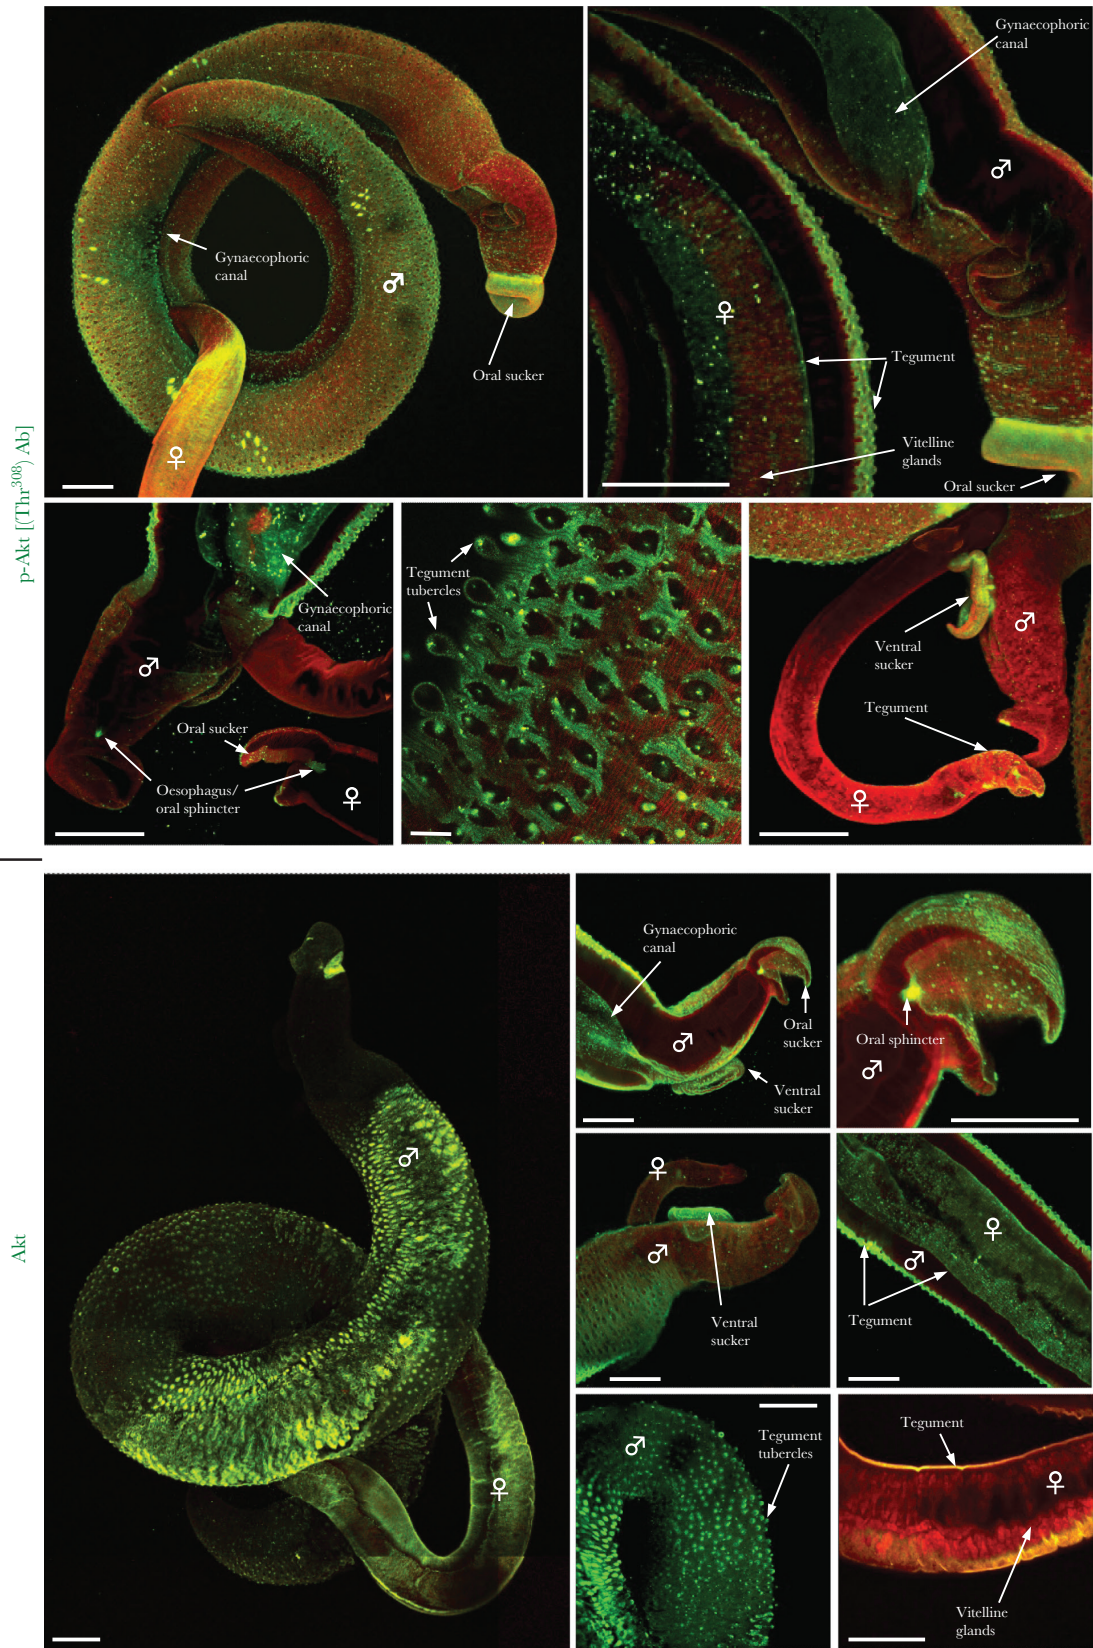 p-Akt [(Thr308) Ab]
Gynaecophoric
canal
♂
Oral sucker
♀
Gynaecophoric
canal
♂
♀
Tegument
Vitelline
glands
Oral sucker
Gynaecophoric
canal
♂
Oral sucker
Oesophagus/
oral sphincter
♀
Tegument
tubercles
Ventral
sucker
♂
Tegument
♀
Akt
♂
♀
Gynaecophoric
canal
♂
Oral
sucker
Ventral
sucker
Oral sphincter
♂
♀
♂
Ventral
sucker
♀
♂
Tegument
♂
Tegument
tubercles
Tegument
♀
Vitelline
glands